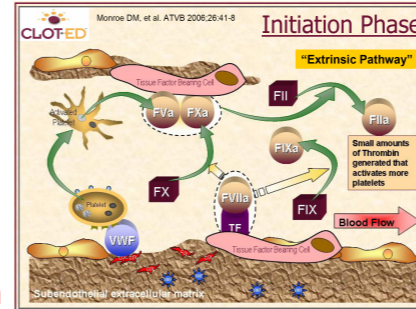 CLOT-ED
Monroe DM, et al. ATVB 2006;26:41-8
Initiation Phase
"Extrinsic Pathway"
Tissue Factor Bearing Cell
FII
FIIa
Activated
Platelet
FVa
FXa
FIXa
Small amounts
of Thrombin
generated that
activates more
platelets
FX
FVIIa
FIX
Platelet
VWF
TF
Blood Flow
Tissue Factor Bearing Cell
Subendothelial extracellular matrix